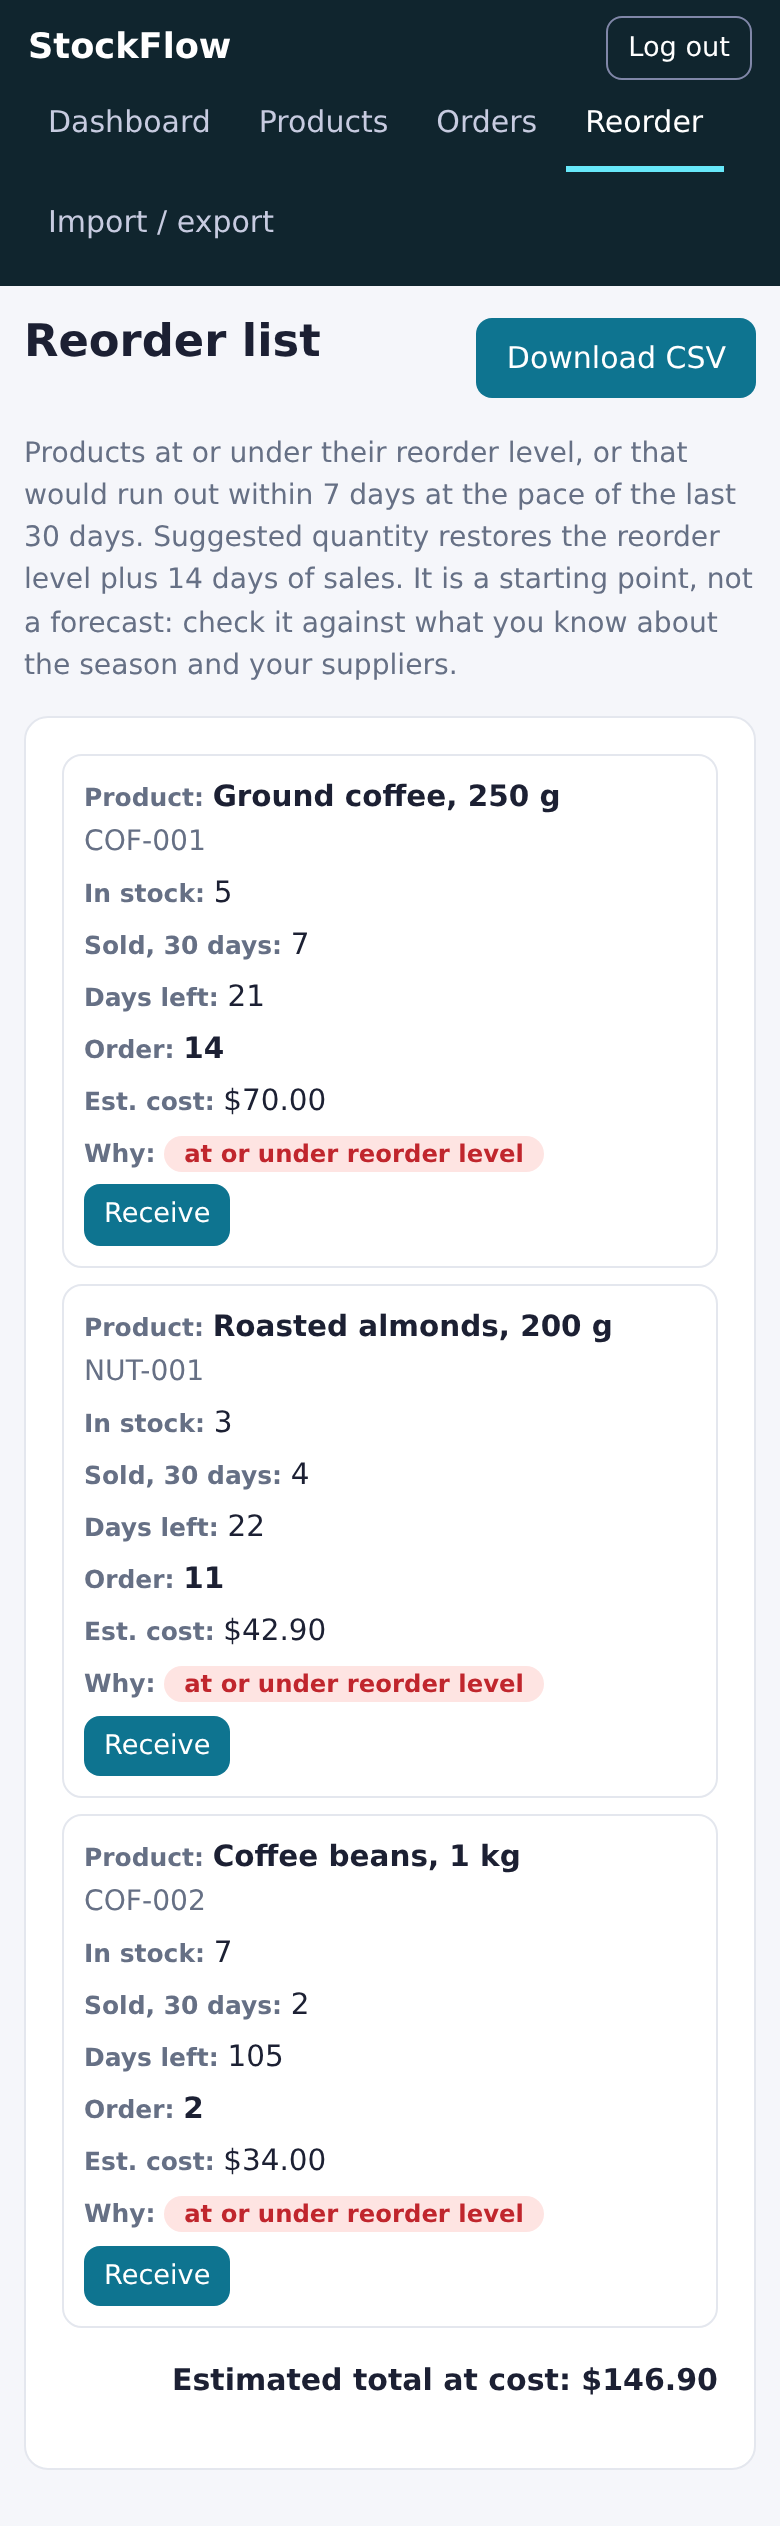 StockFlow
Log out
Dashboard Products Orders Reorder
Import / export
Reorder list
Download CSV
Products at or under their reorder level, or that
would run out within 7 days at the pace of the last
30 days. Suggested quantity restores the reorder
level plus 14 days of sales. It is a starting point, not
a forecast: check it against what you know about
the season and your suppliers.
Product: Ground coffee, 250 g
COF-001
In stock: 5
Sold, 30 days: 7
Days left: 21
Order: 14
Est. cost: $70.00
Why: at or under reorder level
Receive
Product: Roasted almonds, 200 g
NUT-001
In stock: 3
Sold, 30 days: 4
Days left: 22
Order: 11
Est. cost: $42.90
Why: at or under reorder level
Receive
Product: Coffee beans, 1 kg
COF-002
In stock: 7
Sold, 30 days: 2
Days left: 105
Order: 2
Est. cost: $34.00
Why: at or under reorder level
Receive
Estimated total at cost: $146.90